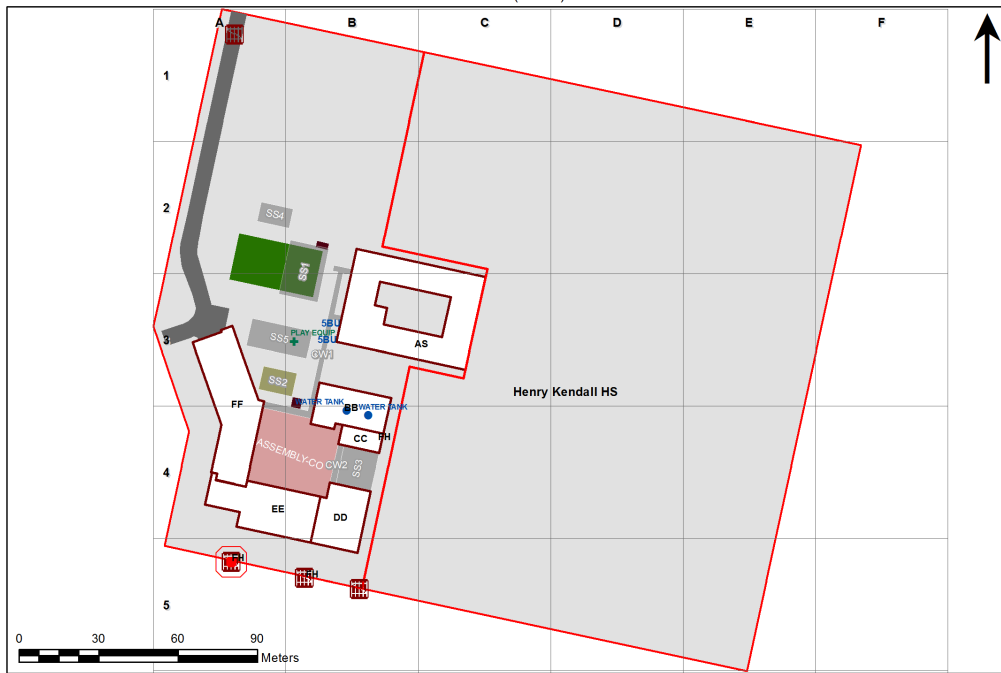 A B C D E F
1
2
SS4
SS1
3
5BU
PLAY-EQUIP
SS5
5BU
CW1
AS
SS2
Henry Kendall HS
FF
WATER TANK
BB
WATER TANK
CC
FH
ASSEMBLY-CO
CW2
SS3
4
EE
DD
FH
5
0 30 60 90
Meters